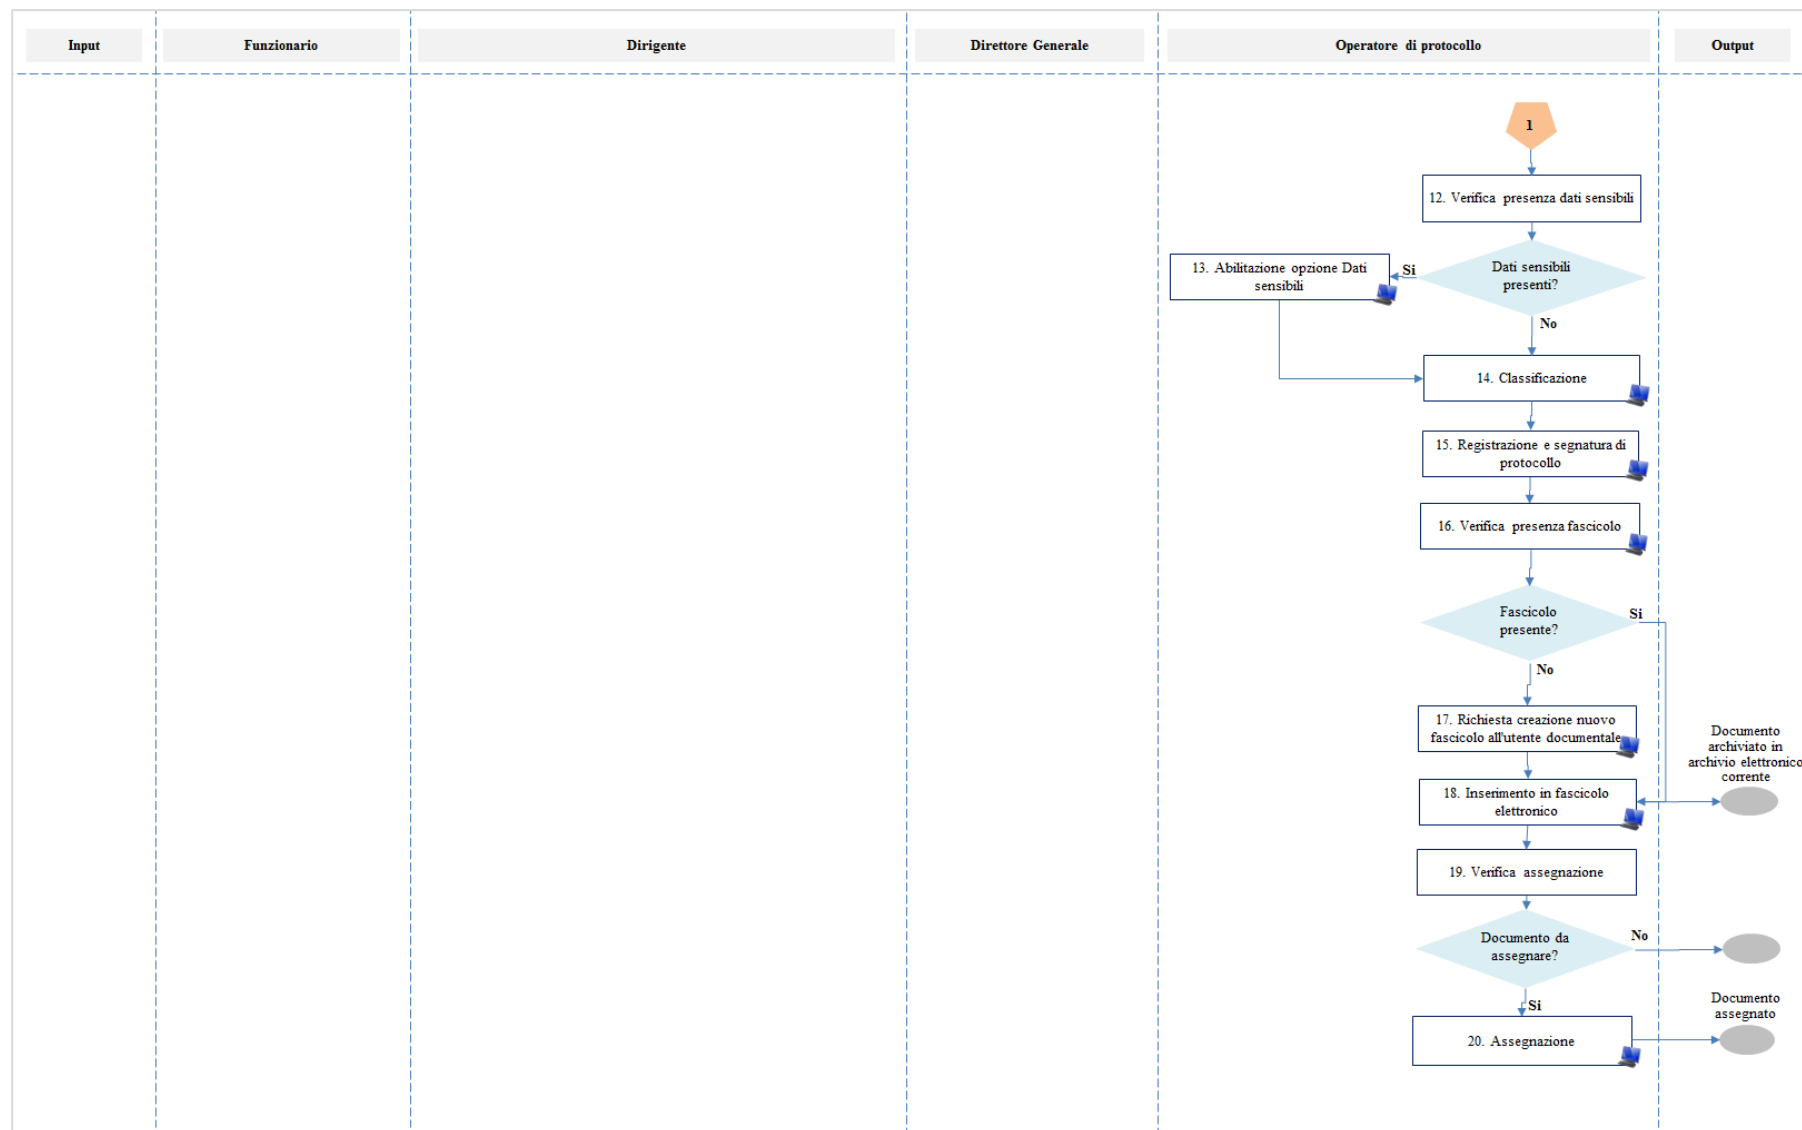 Input
Funzionario
Dirigente
Direttore Generale
Operatore di protocollo
Output
1
12. Verifica presenza dati sensibili
Dati sensibili
presenti?
Si
13. Abilitazione opzione Dati
sensibili
No
14. Classificazione
15. Registrazione e segnatura di
protocollo
16. Verifica presenza fascicolo
Fascicolo
presente?
Si
No
17. Richiesta creazione nuovo
fascicolo all'utente documentale
Documento
archiviato in
archivio elettronico
corrente
18. Inserimento in fascicolo
elettronico
19. Verifica assegnazione
Documento da
assegnare?
No
Si
Documento
assegnato
20. Assegnazione